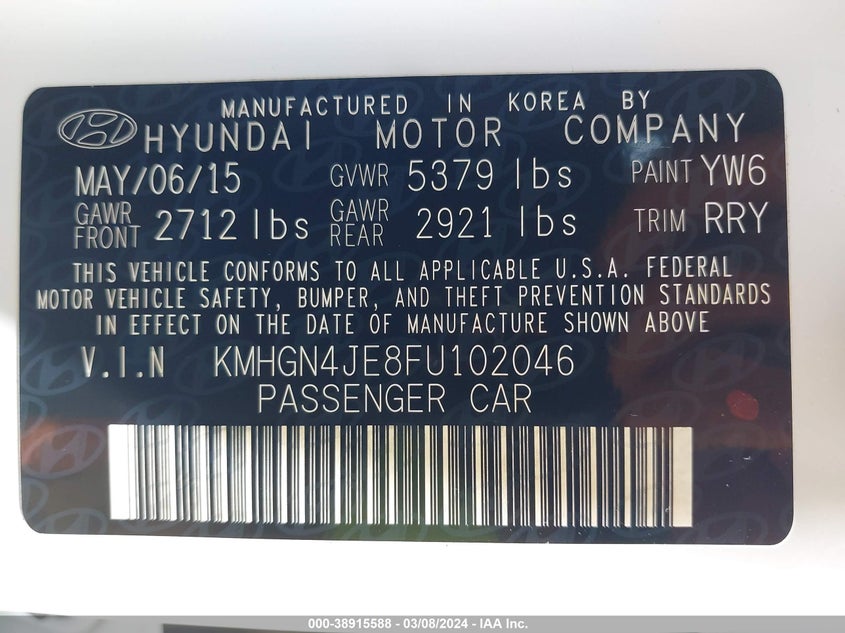 MANUFACTURED IN KOREA BY
HYUNDAI MOTOR COMPANY
MAY/06/15 GVWR 5379 lbs PAINT YW6
GAWR FRONT 2712 lbs GAWR REAR 2921 lbs TRIM RRY
THIS VEHICLE CONFORMS TO ALL APPLICABLE U.S.A. FEDERAL
MOTOR VEHICLE SAFETY, BUMPER, AND THEFT PREVENTION STANDARDS
IN EFFECT ON THE DATE OF MANUFACTURE SHOWN ABOVE
V.I.N KMHGN4JE8FU102046
PASSENGER CAR
000-38915588 - 03/08/2024 - IAA Inc.